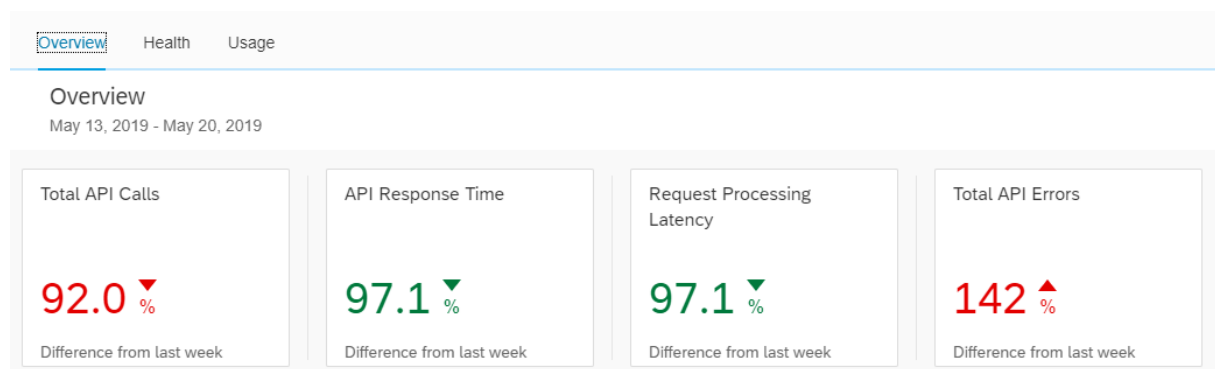 Overview Health Usage
Overview
May 13, 2019 - May 20, 2019
Total API Calls
92.0 %
Difference from last week
API Response Time
97.1 %
Difference from last week
Request Processing
Latency
97.1 %
Difference from last week
Total API Errors
142 %
Difference from last week